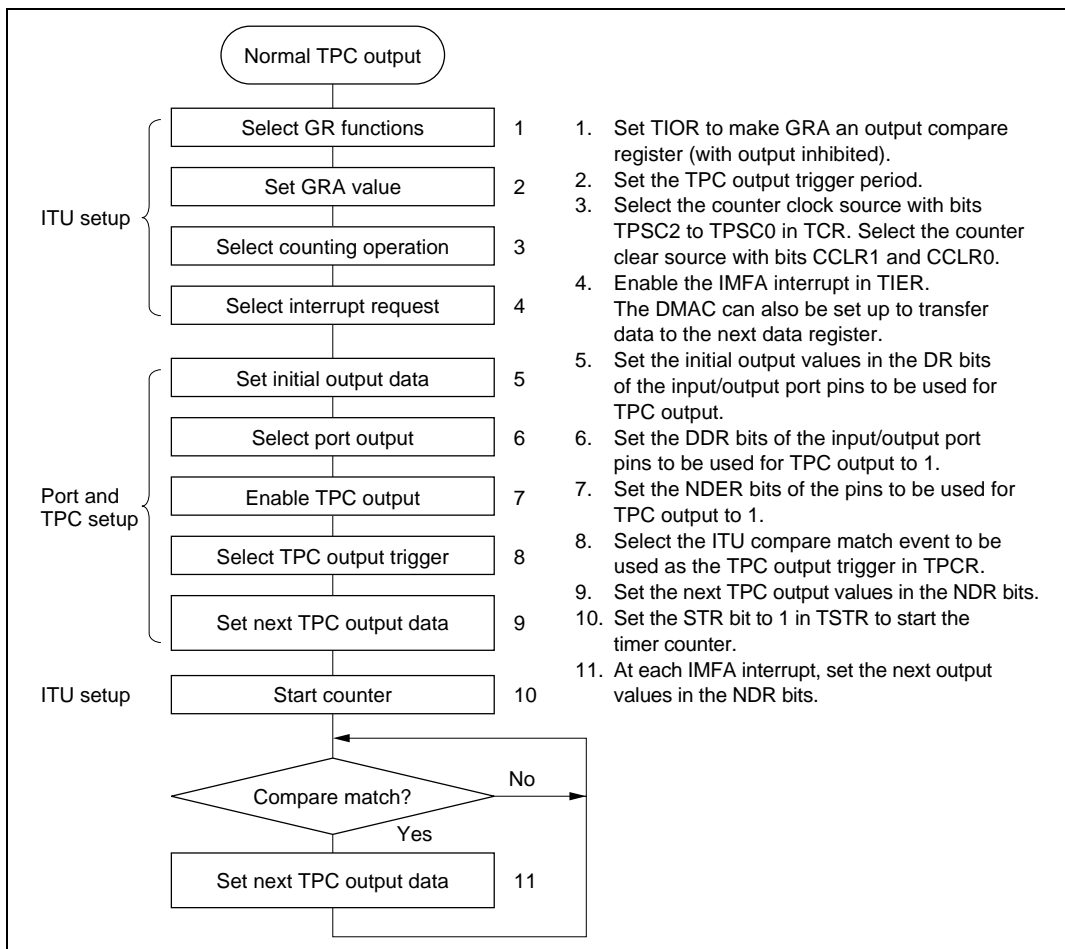 Normal TPC output
ITU setup
Select GR functions 1
Set GRA value 2
Select counting operation 3
Select interrupt request 4
Port and
TPC setup
Set initial output data 5
Select port output 6
Enable TPC output 7
Select TPC output trigger 8
Set next TPC output data 9
ITU setup
Start counter 10
Compare match?
No
Yes
Set next TPC output data 11
1. Set TIOR to make GRA an output compare
register (with output inhibited).
2. Set the TPC output trigger period.
3. Select the counter clock source with bits
TPSC2 to TPSC0 in TCR. Select the counter
clear source with bits CCLR1 and CCLR0.
4. Enable the IMFA interrupt in TIER.
The DMAC can also be set up to transfer
data to the next data register.
5. Set the initial output values in the DR bits
of the input/output port pins to be used for
TPC output.
6. Set the DDR bits of the input/output port
pins to be used for TPC output to 1.
7. Set the NDER bits of the pins to be used for
TPC output to 1.
8. Select the ITU compare match event to be
used as the TPC output trigger in TPCR.
9. Set the next TPC output values in the NDR bits.
10. Set the STR bit to 1 in TSTR to start the
timer counter.
11. At each IMFA interrupt, set the next output
values in the NDR bits.